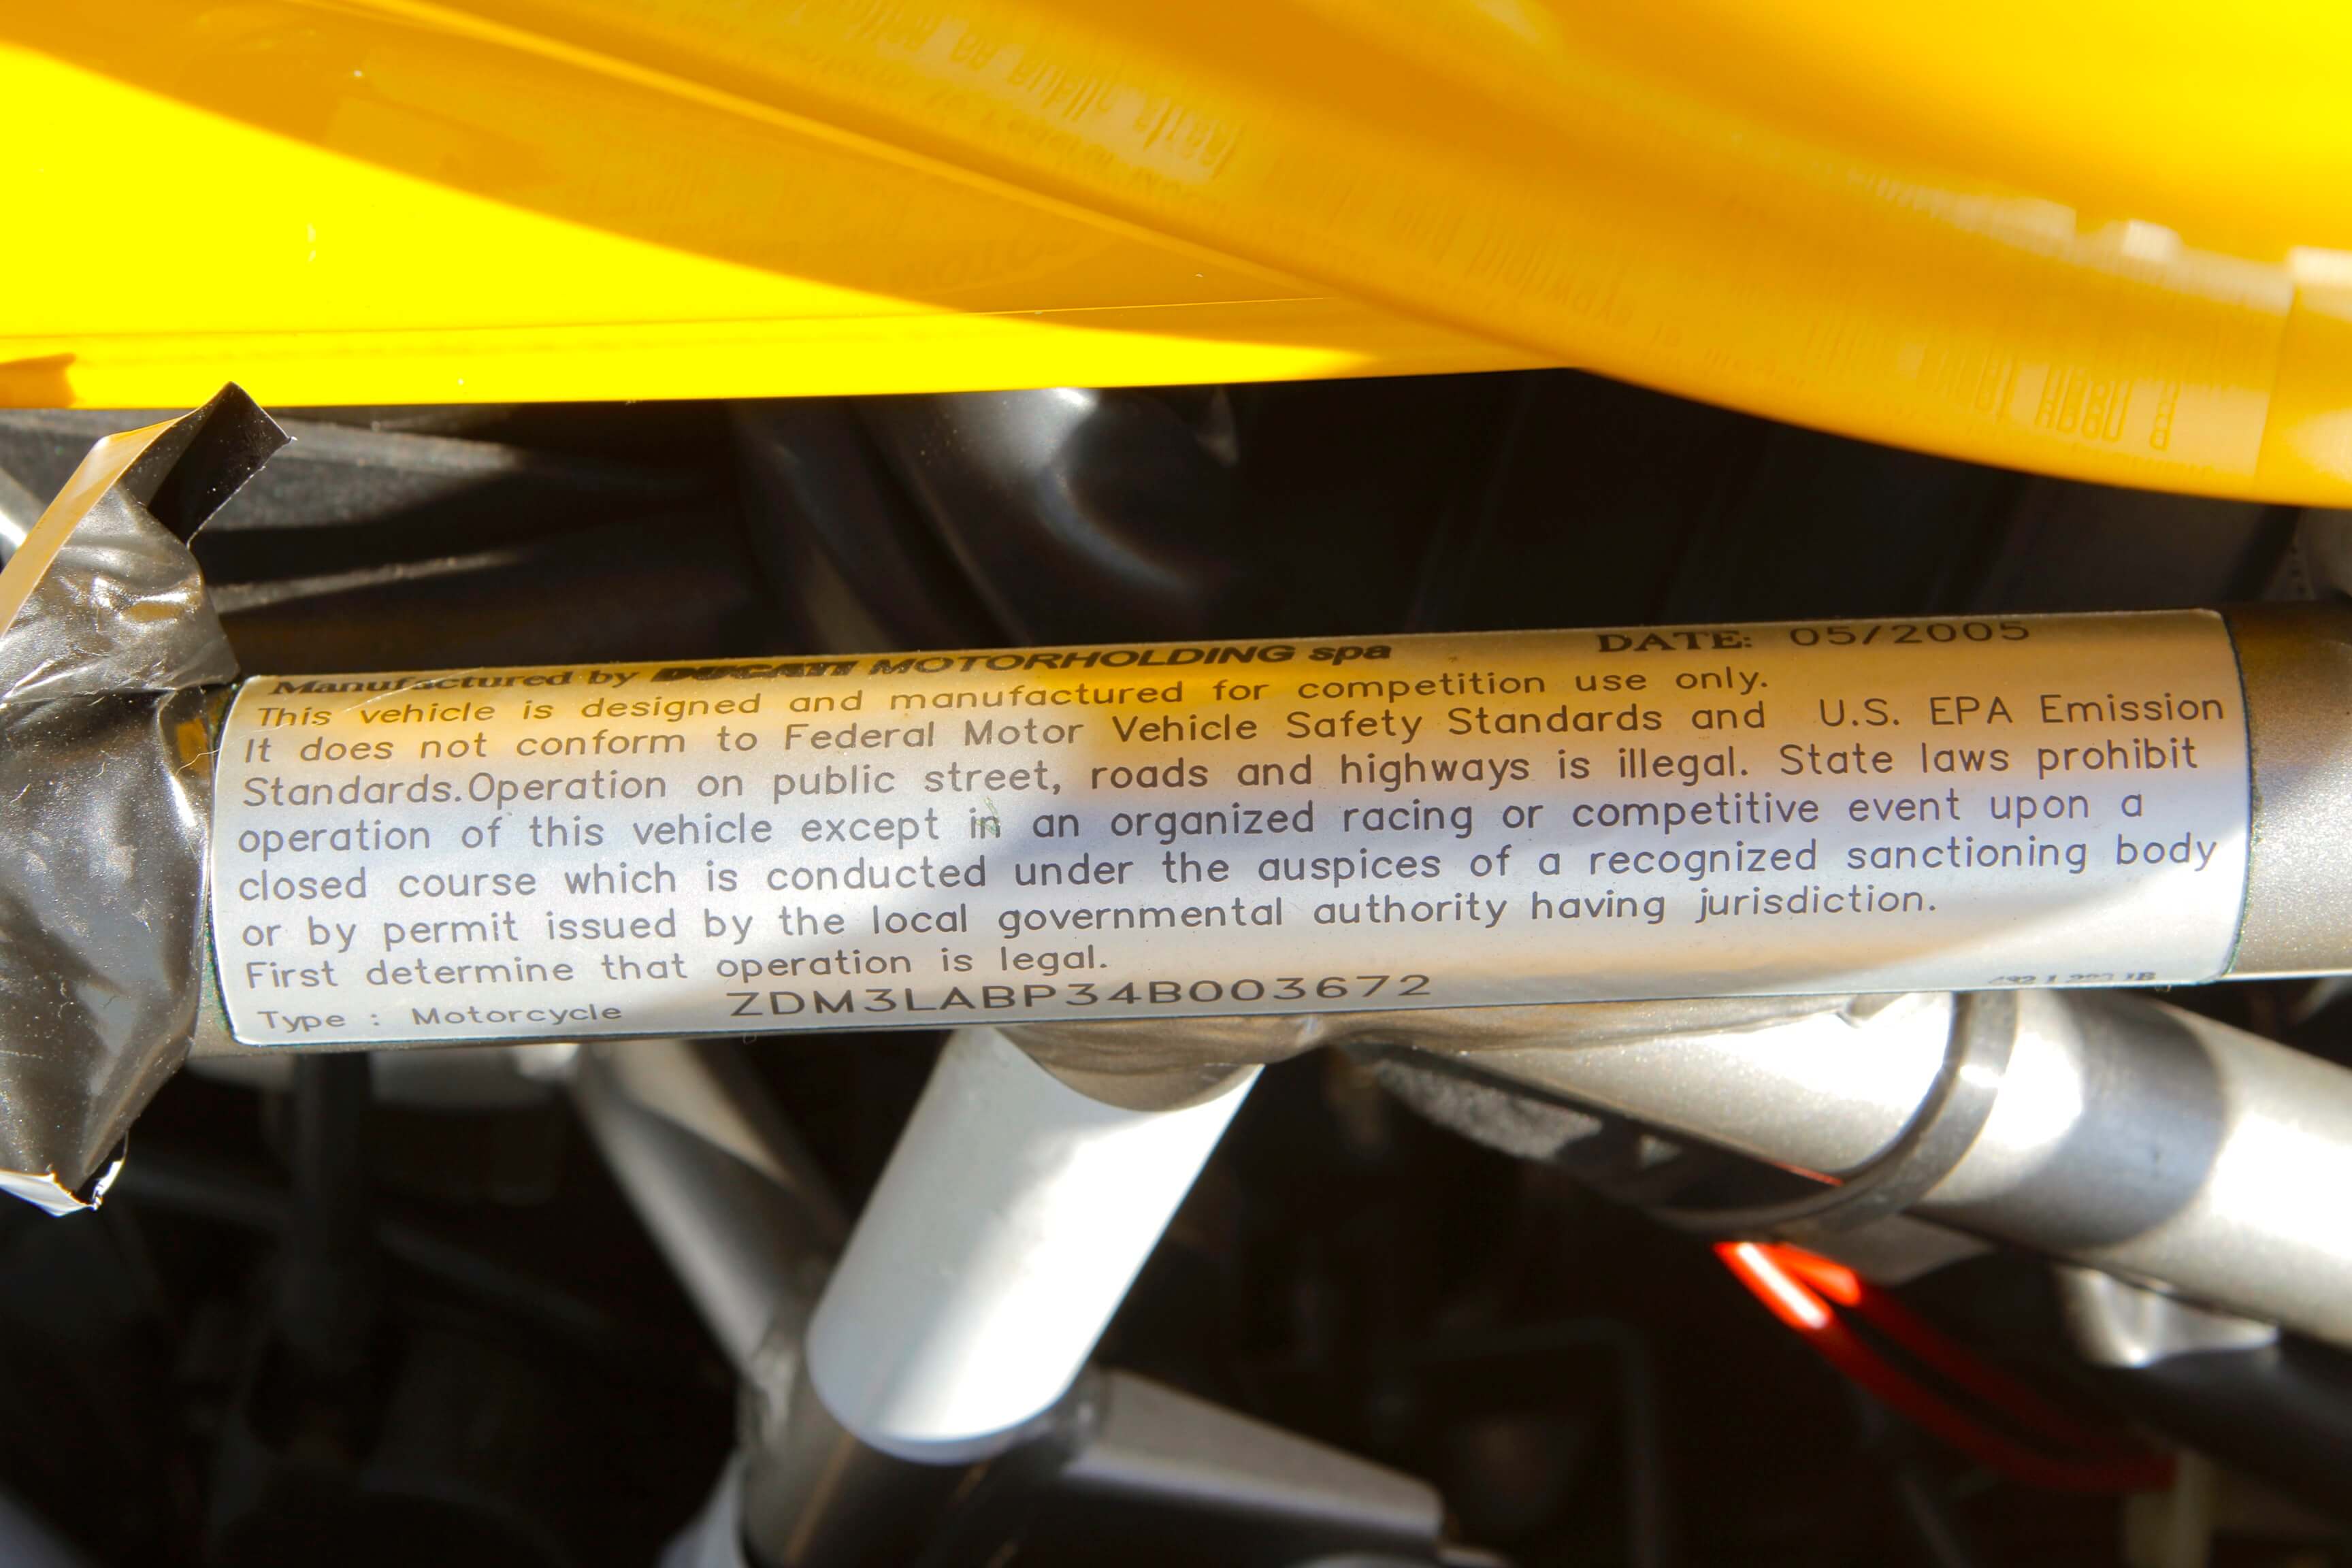 Manufactured by DUCATI MOTORHOLDING spa DATE: 05/2005
This vehicle is designed and manufactured for competition use only.
It does not conform to Federal Motor Vehicle Safety Standards and U.S. EPA Emission
Standards.Operation on public street, roads and highways is illegal. State laws prohibit
operation of this vehicle except in an organized racing or competitive event upon a
closed course which is conducted under the auspices of a recognized sanctioning body
or by permit issued by the local governmental authority having jurisdiction.
First determine that operation is legal.
Type : Motorcycle ZDM3LABP34B003672